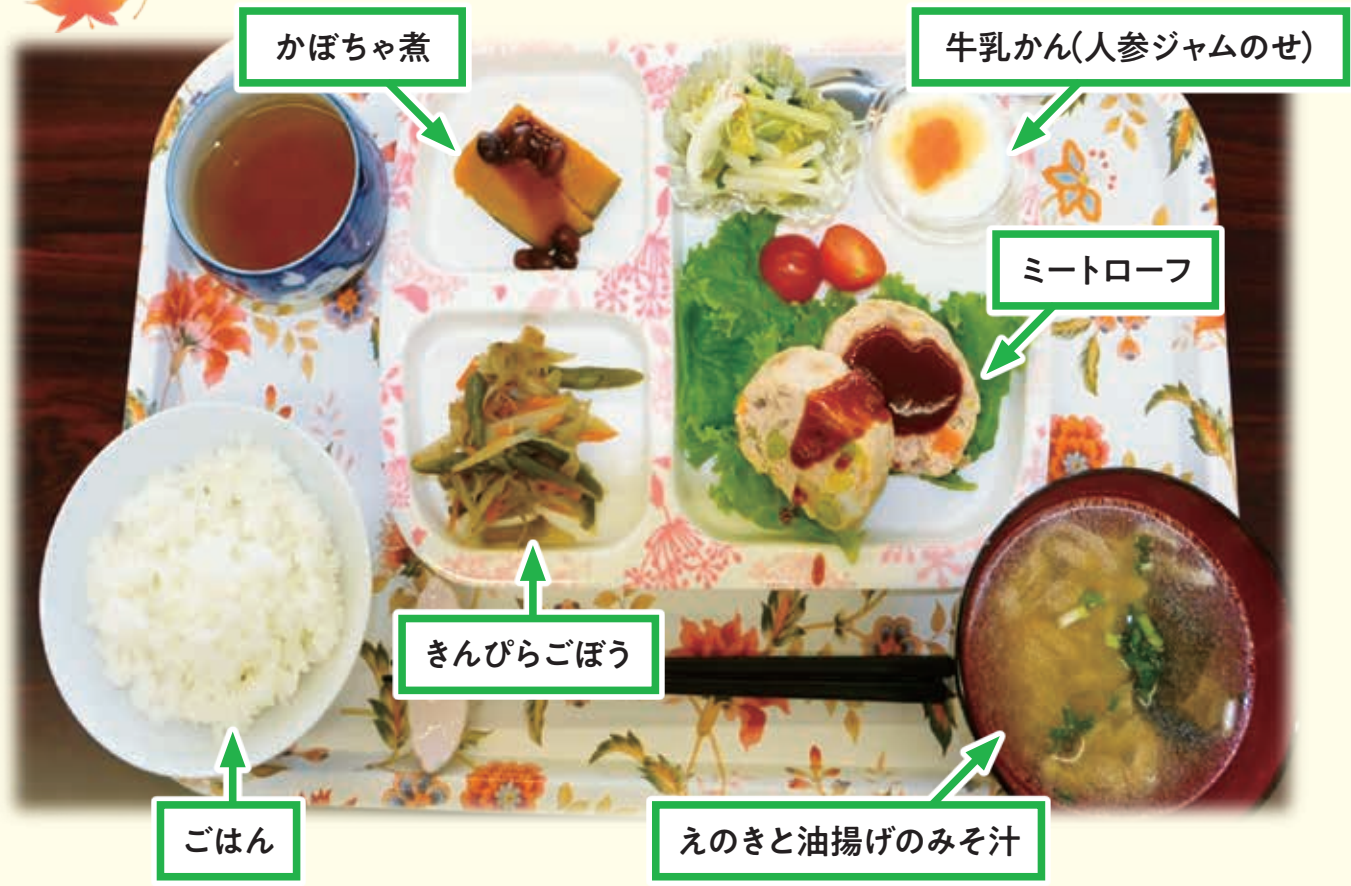 かぼちゃ煮
牛乳かん(人参ジャムのせ)
ミートローフ
きんぴらごぼう
ごはん
えのきと油揚げのみそ汁